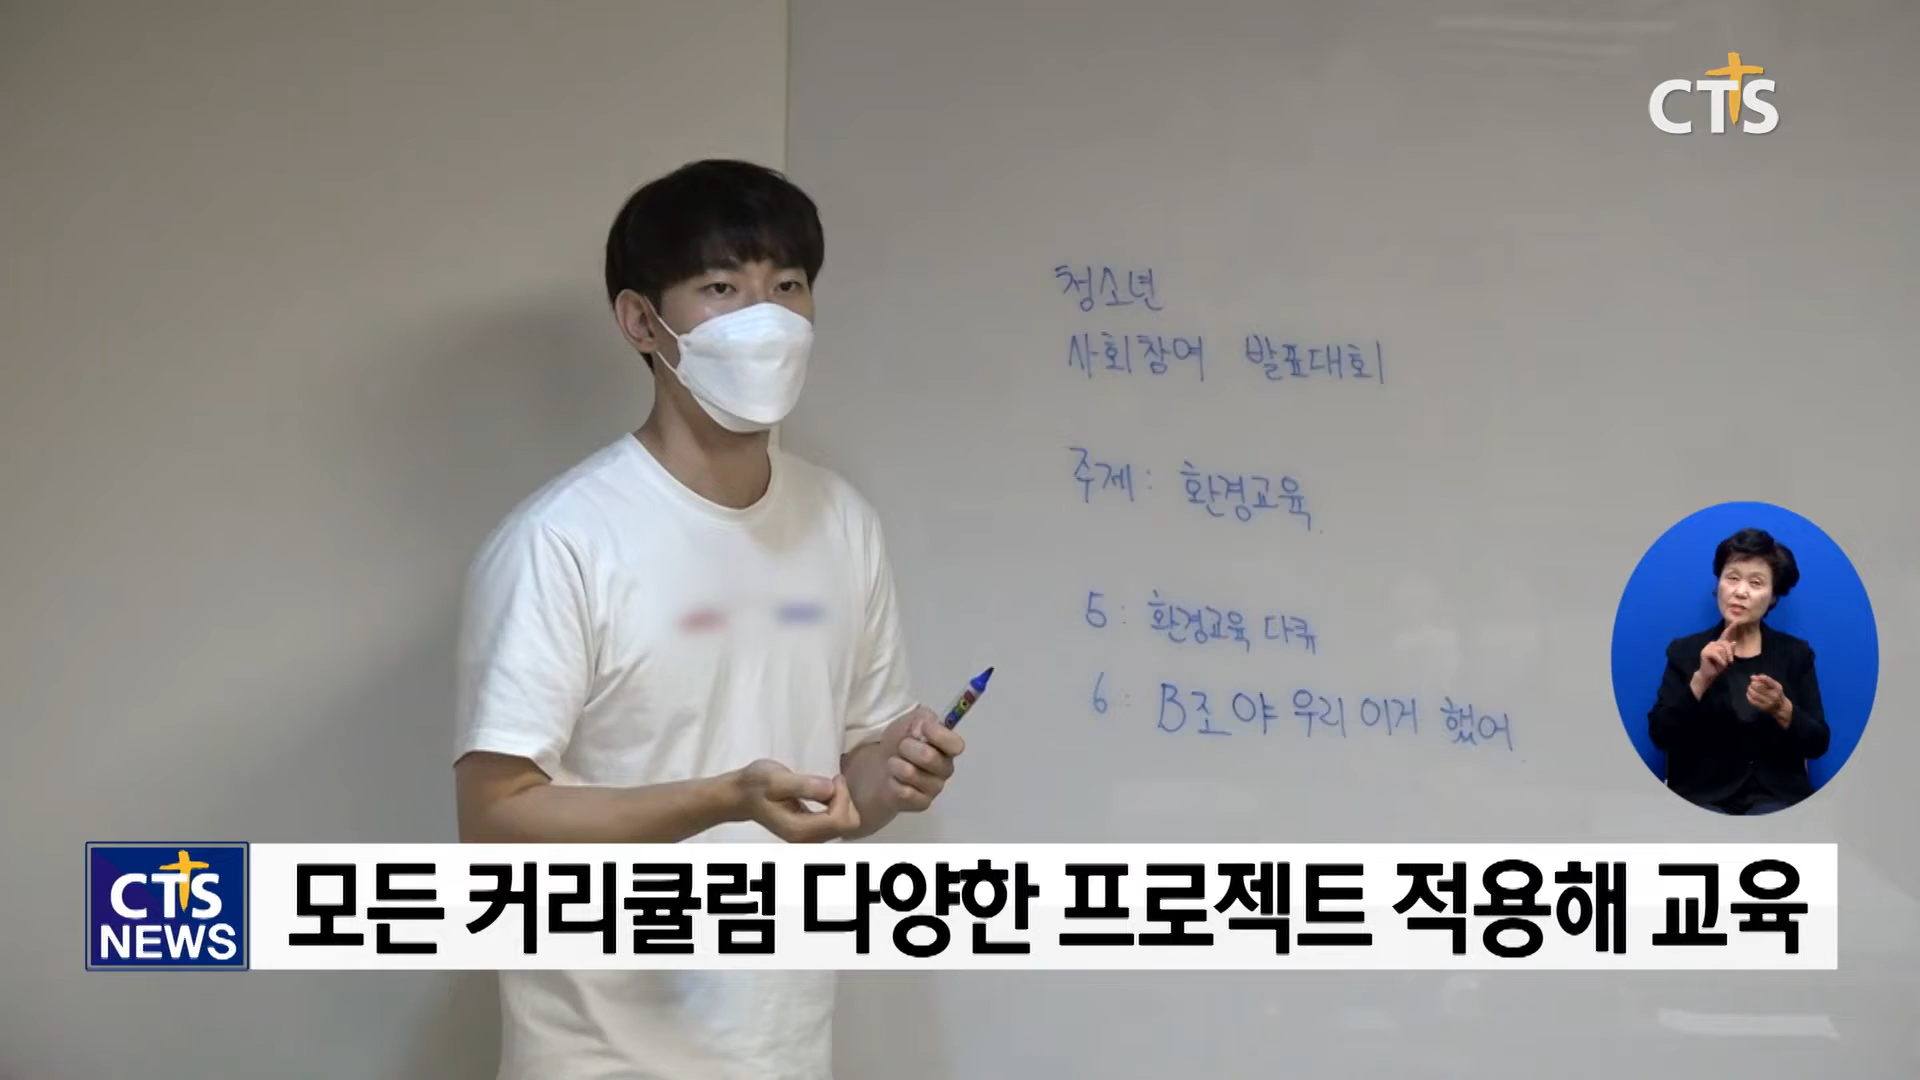 CTS
청소년
사회참여 발표대회
주제: 환경교육
5: 환경교육 다큐
6: B조야 우리 이거 했어
CTS
NEWS
모든 커리큘럼 다양한 프로젝트 적용해 교육